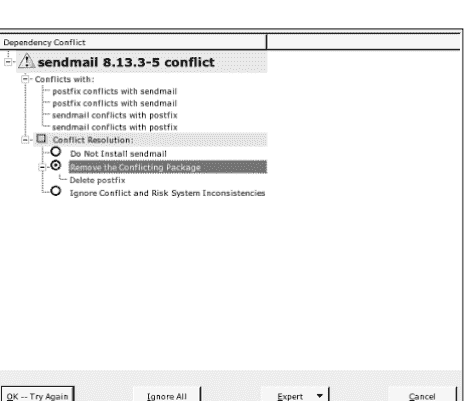 Dependency Conflict
sendmail 8.13.3-5 conflict
Conflicts with:
postfix conflicts with sendmail
postfix conflicts with sendmail
sendmail conflicts with postfix
sendmail conflicts with postfix
Conflict Resolution:
Do Not Install sendmail
Remove the Conflicting Package
Delete postfix
Ignore Conflict and Risk System Inconsistencies
OK -- Try Again
Ignore All
Expert
Cancel